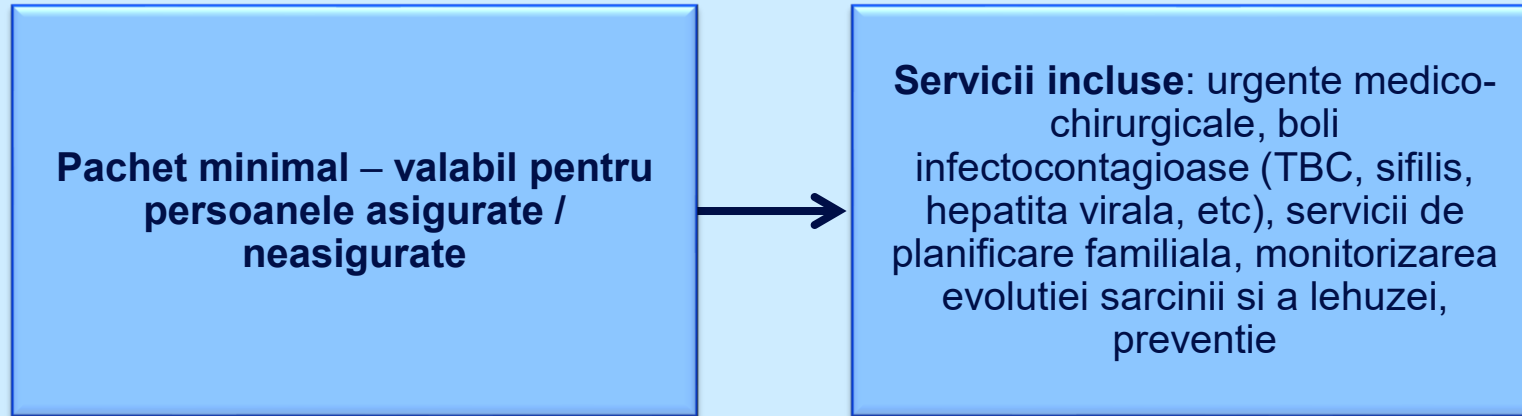 Pachet minimal – valabil pentru
persoanele asigurate /
neasigurate
Servicii incluse: urgente medico-
chirurgicale, boli
infectocontagioase (TBC, sifilis,
hepatita virala, etc), servicii de
planificare familiala, monitorizarea
evolutiei sarcinii si a lehuzei,
preventie